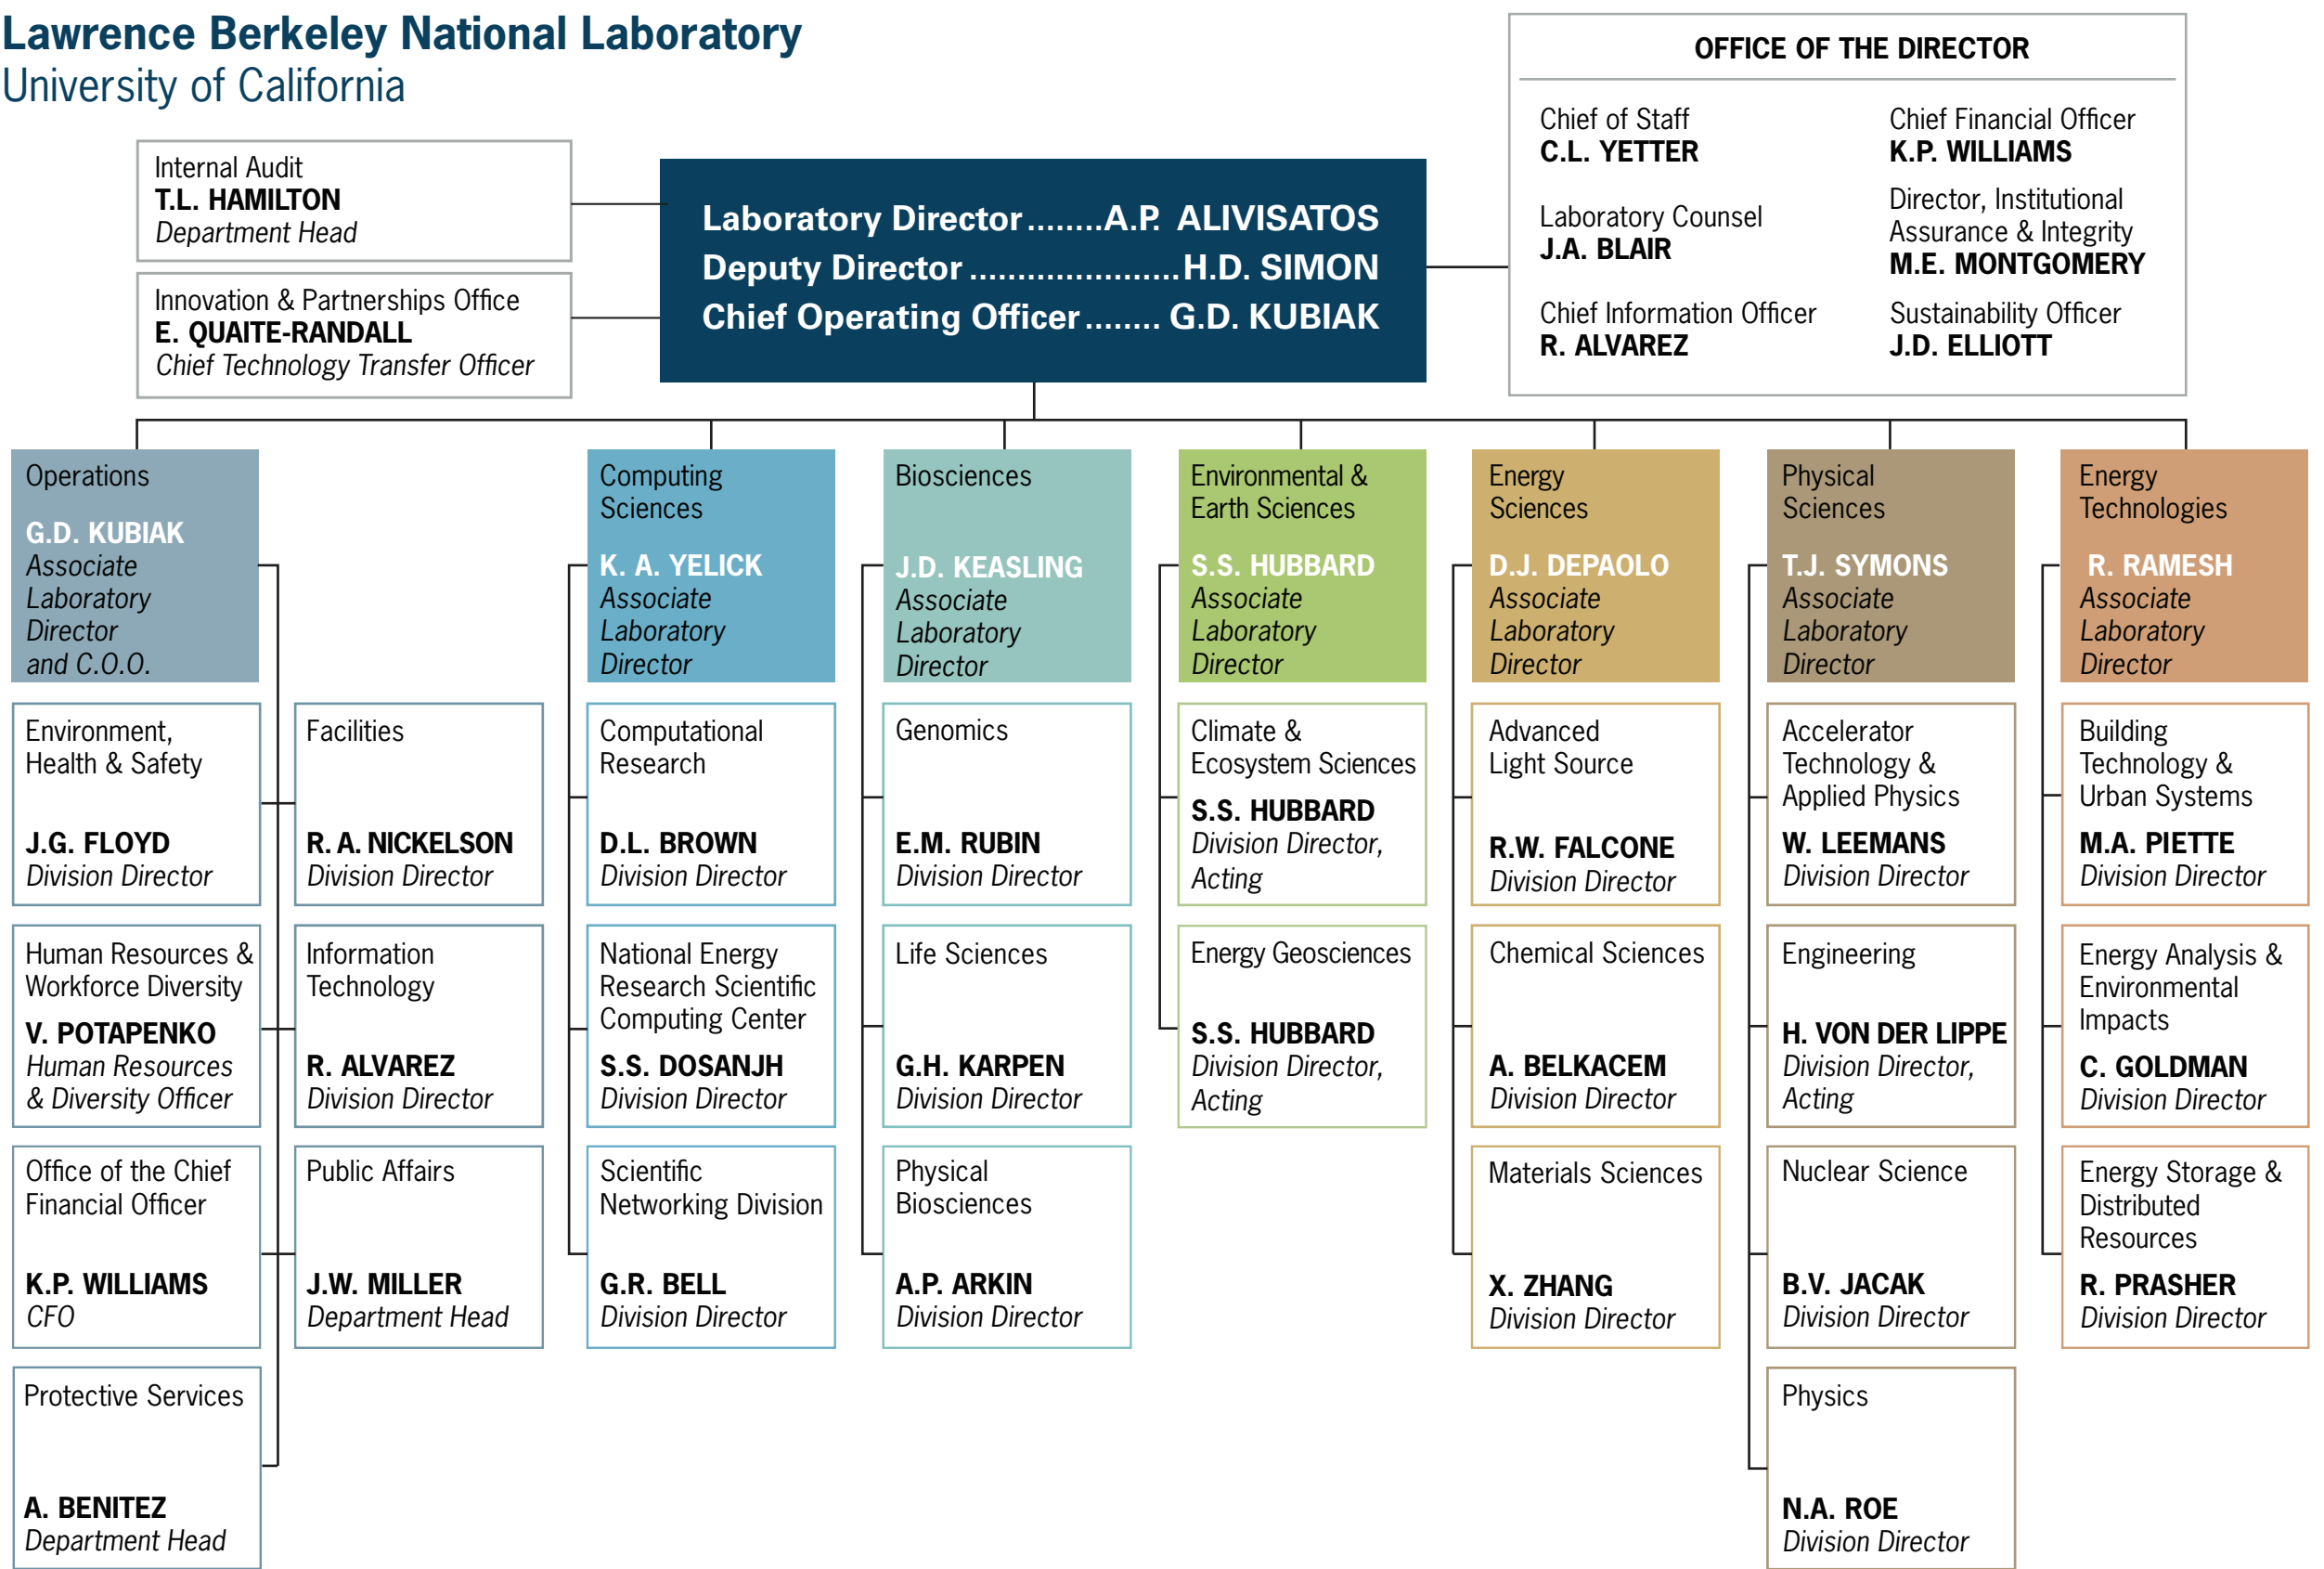 Lawrence Berkeley National Laboratory
University of California
Internal Audit
T.L. HAMILTON
Department Head
Innovation & Partnerships Office
E. QUAITE-RANDALL
Chief Technology Transfer Officer
Laboratory Director........A.P. ALIVISATOS
Deputy Director......................H.D. SIMON
Chief Operating Officer........ G.D. KUBIAK
OFFICE OF THE DIRECTOR
Chief of Staff
C.L. YETTER
Laboratory Counsel
J.A. BLAIR
Chief Information Officer
R. ALVAREZ
Chief Financial Officer
K.P. WILLIAMS
Director, Institutional
Assurance & Integrity
M.E. MONTGOMERY
Sustainability Officer
J.D. ELLIOTT
Operations
G.D. KUBIAK
Associate
Laboratory
Director
and C.O.O.
Environment,
Health & Safety
J.G. FLOYD
Division Director
Human Resources &
Workforce Diversity
V. POTAPENKO
Human Resources
& Diversity Officer
Office of the Chief
Financial Officer
K.P. WILLIAMS
CFO
Protective Services
A. BENITEZ
Department Head
Facilities
R.A. NICKELSON
Division Director
Information
Technology
R. ALVAREZ
Division Director
Public Affairs
J.W. MILLER
Department Head
Computing
Sciences
K. A. YELICK
Associate
Laboratory
Director
Computational
Research
D.L. BROWN
Division Director
National Energy
Research Scientific
Computing Center
S.S. DOSANJH
Division Director
Scientific
Networking Division
G.R. BELL
Division Director
Biosciences
J.D. KEASLING
Associate
Laboratory
Director
Genomics
E.M. RUBIN
Division Director
Life Sciences
G.H. KARPEN
Division Director
Physical
Biosciences
A.P. ARKIN
Division Director
Environmental &
Earth Sciences
S.S. HUBBARD
Associate
Laboratory
Director
Climate &
Ecosystem Sciences
S.S. HUBBARD
Division Director,
Acting
Energy Geosciences
S.S. HUBBARD
Division Director,
Acting
Energy
Sciences
D.J. DEPAOLO
Associate
Laboratory
Director
Advanced
Light Source
R.W. FALCONE
Division Director
Chemical Sciences
A. BELKACEM
Division Director
Materials Sciences
X. ZHANG
Division Director
Physical
Sciences
T.J. SYMONS
Associate
Laboratory
Director
Accelerator
Technology &
Applied Physics
W. LEEMANS
Division Director
Engineering
H. VON DER LIPPE
Division Director,
Acting
Nuclear Science
B.V. JACAK
Division Director
Physics
N.A. ROE
Division Director
Energy
Technologies
R. RAMESH
Associate
Laboratory
Director
Building
Technology &
Urban Systems
M.A. PIETTE
Division Director
Energy Analysis &
Environmental
Impacts
C. GOLDMAN
Division Director
Energy Storage &
Distributed
Resources
R. PRASHER
Division Director